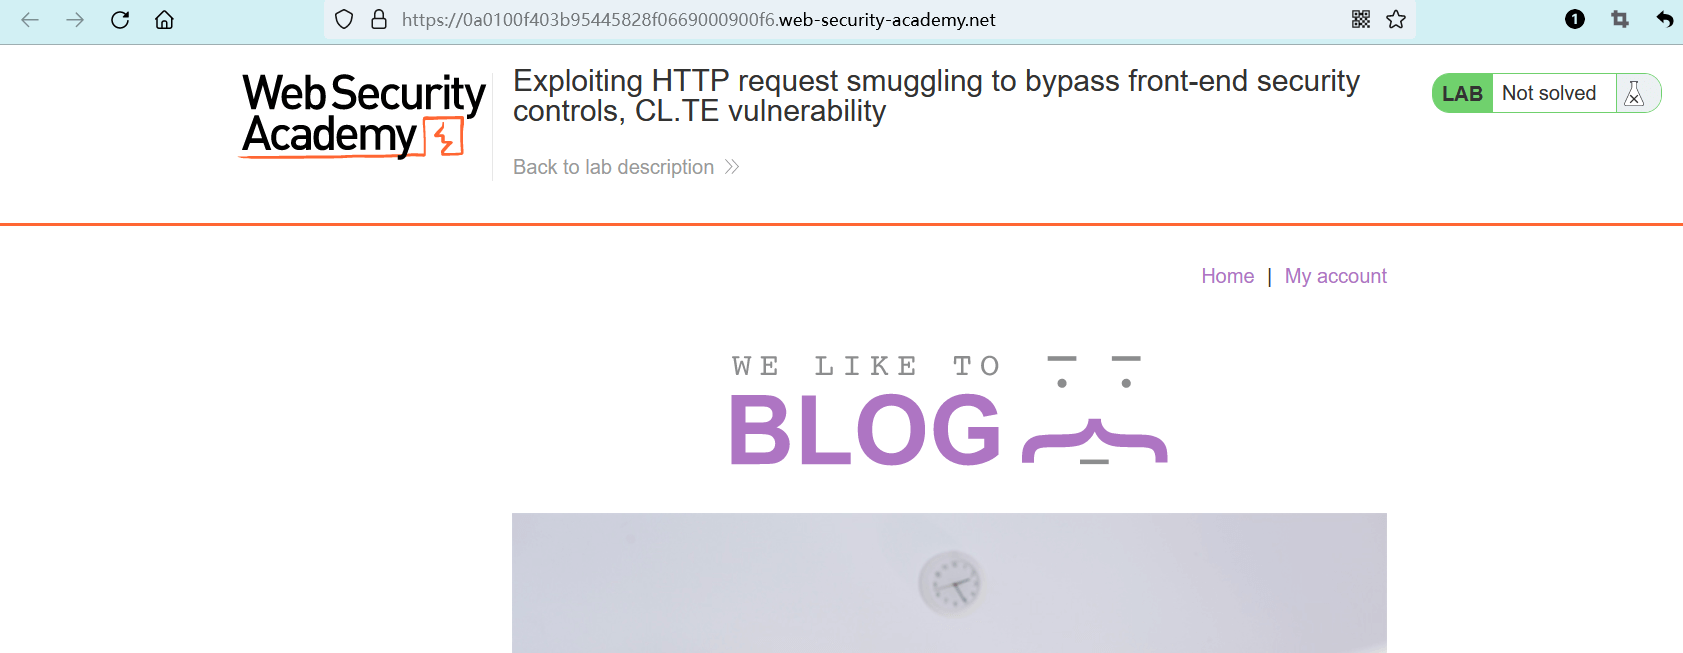 https://0a0100f403b95445828f0669000900f6.web-security-academy.net
1
Web Security
Academy
Exploiting HTTP request smuggling to bypass front-end security
controls, CL.TE vulnerability
LAB Not solved
Back to lab description
Home | My account
WE LIKE TO
BLOG